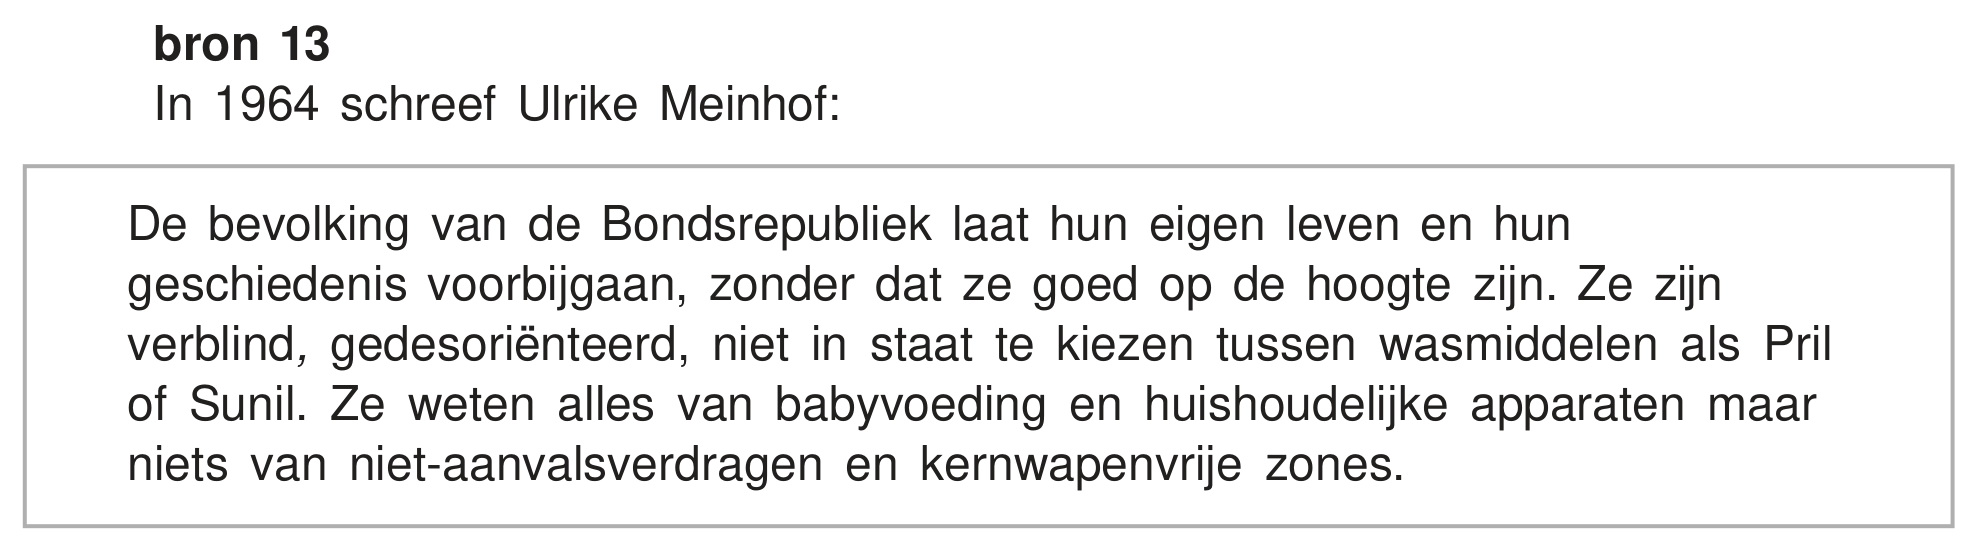 bron 13
In 1964 schreef Ulrike Meinhof:
De bevolking van de Bondsrepubliek laat hun eigen leven en hun
geschiedenis voorbijgaan, zonder dat ze goed op de hoogte zijn. Ze zijn
verblind, gedesoriënteerd, niet in staat te kiezen tussen wasmiddelen als Pril
of Sunil. Ze weten alles van babyvoeding en huishoudelijke apparaten maar
niets van niet-aanvalsverdragen en kernwapenvrije zones.